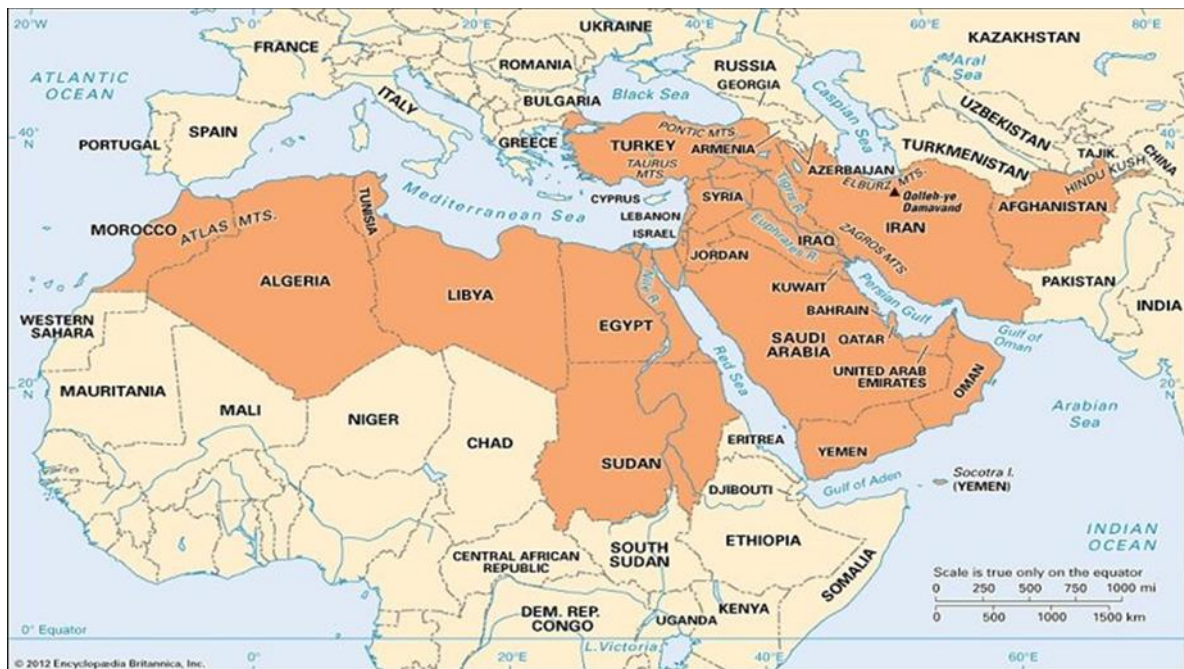 20°W
0°
20°E
60°E
80°E
UKRAINE
KAZAKHSTAN
FRANCE
ATLANTIC
OCEAN
ROMANIA
RUSSIA
GEORGIA
Aral
Sea
ITALY
BULGARIA
Black Sea
Caspian Sea
UZBEKISTAN
40°
N
PORTUGAL
SPAIN
GREECE
TURKEY
PONTIC MTS.
ARMENIA
TAURUS
MTS.
AZERBAIJAN
TURKMENISTAN
TAJIK.
CHINA
40°
N
ELBURZ MTS.
Qolleh-ye
Damavand
HINDU KUSH
Mediterranean Sea
CYPRUS
LEBANON
ISRAEL
SYRIA
Tigris R.
Euphrates R.
IRAQ
IRAN
ZAGROS MTS
AFGHANISTAN
MOROCCO
ATLAS MTS.
TUNISIA
JORDAN
PAKISTAN
INDIA
ALGERIA
LIBYA
EGYPT
Nile R.
KUWAIT
Persian Gulf
BAHRAIN
QATAR
SAUDI
ARABIA
UNITED ARAB
EMIRATES
Gulf of
Oman
OMAN
WESTERN
SAHARA
Red Sea
20°
N
20°
N
MAURITANIA
MALI
NIGER
CHAD
SUDAN
ERITREA
YEMEN
Arabian
Sea
DJIBOUTI
Gulf of Aden
Socotra I.
(YEMEN)
CENTRAL AFRICAN
REPUBLIC
SOUTH
SUDAN
ETHIOPIA
SOMALIA
INDIAN
OCEAN
Scale is true only on the equator
0 250 500 750 1000 mi
0 500 1000 1500 km
DEM. REP.
CONGO
UGANDA
KENYA
0° Equator
L.Victoria
© 2012 Encyclopædia Britannica, Inc.
0°
20°E
60°E